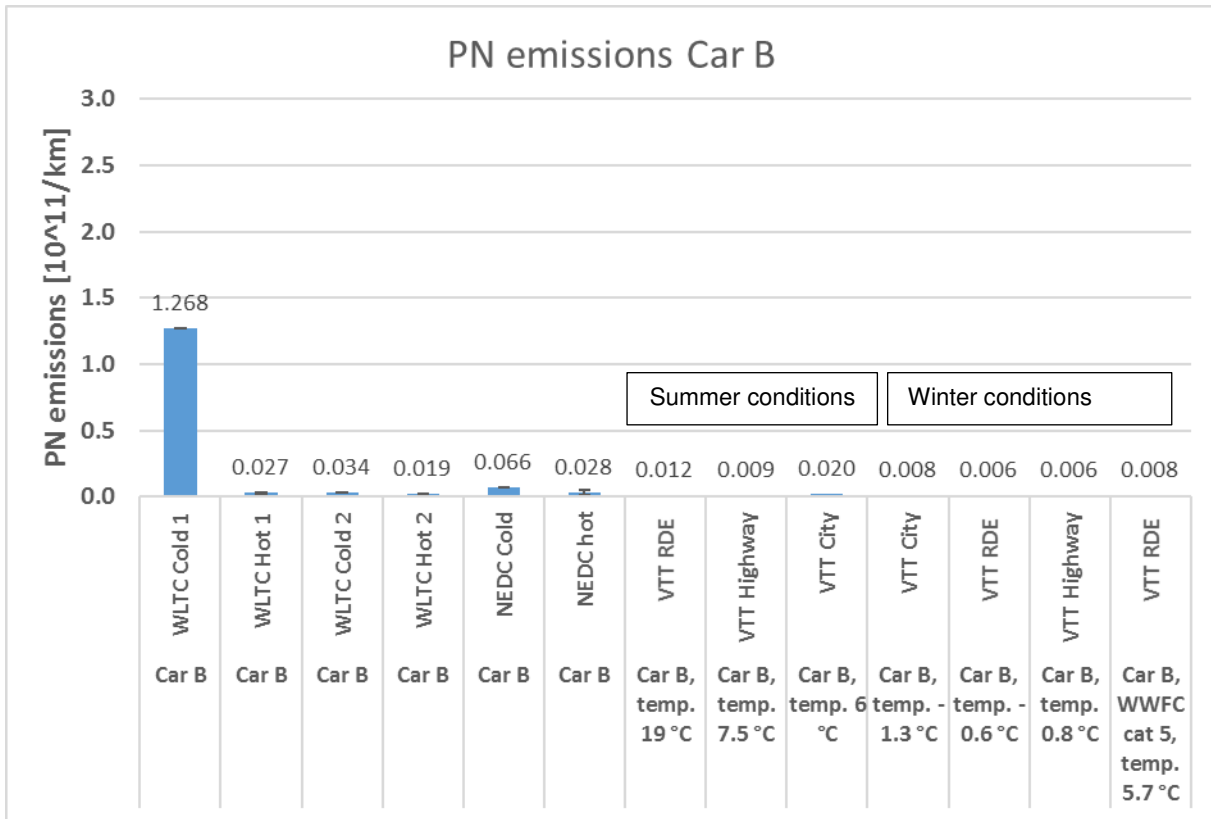 PN emissions Car B
PN emissions [10^11/km]
3.0
2.5
2.0
1.5
1.0
0.5
0.0
1.268
0.027
0.034
0.019
0.066
0.028
0.012
0.009
0.020
0.008
0.006
0.006
0.008
Summer conditions
Winter conditions
WLTC Cold 1
WLTC Hot 1
WLTC Cold 2
WLTC Hot 2
NEDC Cold
NEDC hot
VTT RDE
VTT Highway
VTT City
VTT City
VTT RDE
VTT Highway
VTT RDE
Car B
Car B
Car B
Car B
Car B
Car B
Car B,
temp.
19 °C
Car B,
temp.
7.5 °C
Car B,
temp. 6
°C
Car B,
temp. -
1.3 °C
Car B,
temp. -
0.6 °C
Car B,
temp.
0.8 °C
Car B,
WWFC
cat 5,
temp.
5.7 °C